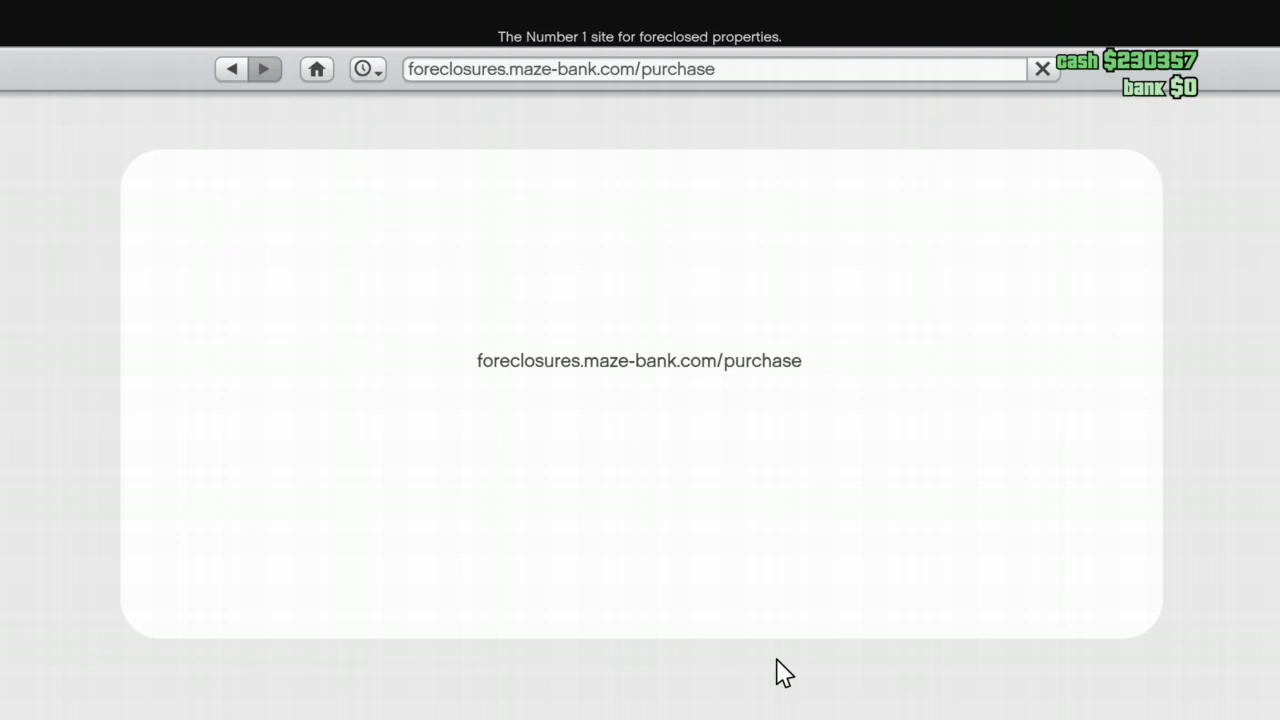 The Number 1 site for foreclosed properties.
foreclosures.maze-bank.com/purchase
cash $230357
bank $0
foreclosures.maze-bank.com/purchase